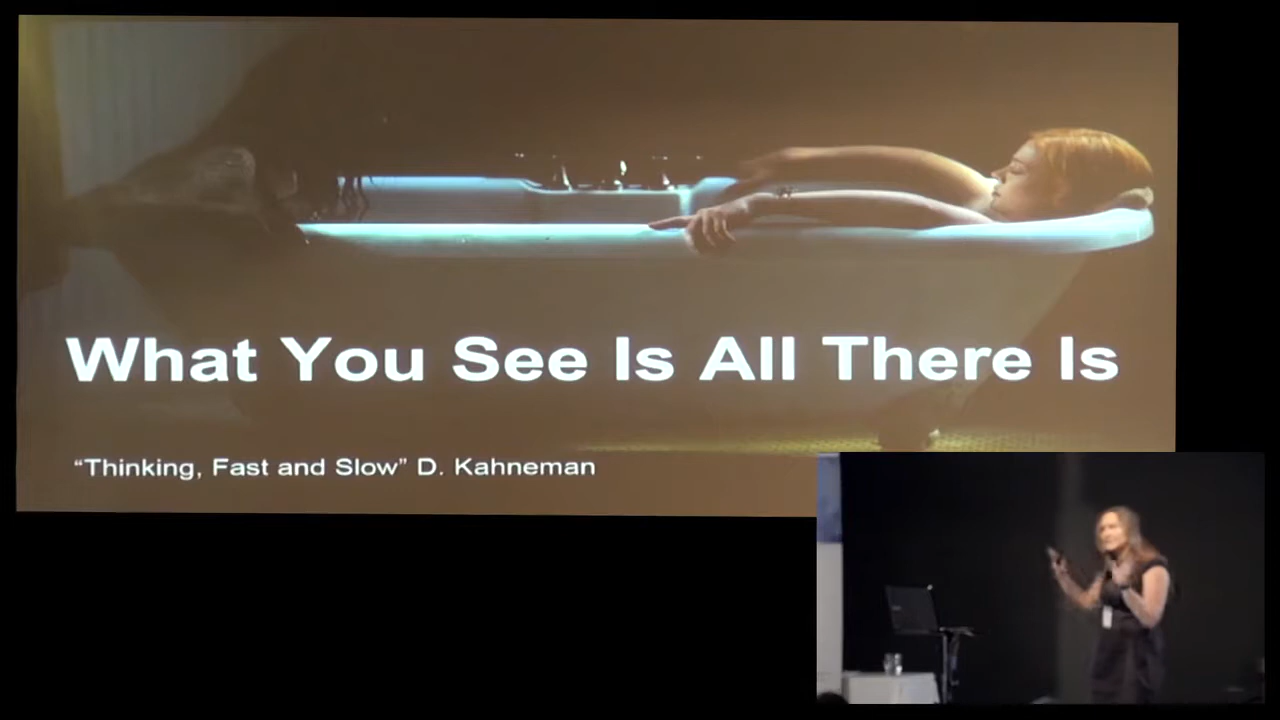 What You See Is All There Is
“Thinking, Fast and Slow” D. Kahneman